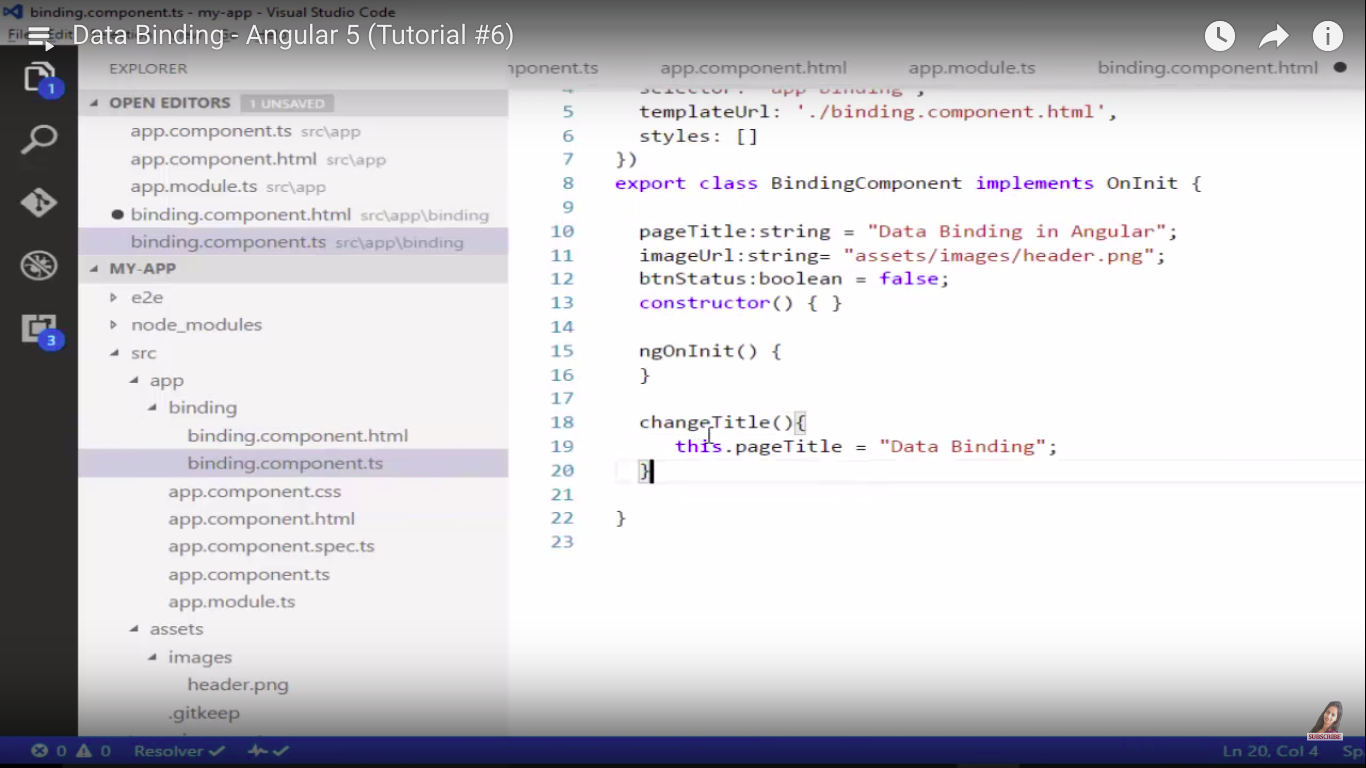 binding.component.ts - my-app - Visual Studio Code
Data Binding - Angular 5 (Tutorial #6)
EXPLORER
OPEN EDITORS 1 UNSAVED
app.component.ts src\app
app.component.html src\app
app.module.ts src\app
binding.component.html src\app\binding
binding.component.ts src\app\binding
MY-APP
e2e
node_modules
src
app
binding
binding.component.html
binding.component.ts
app.component.css
app.component.html
app.component.spec.ts
app.component.ts
app.module.ts
assets
images
header.png
.gitkeep
1
3
nponent.ts app.component.html app.module.ts binding.component.html
5 templateUrl: './binding.component.html',
6 styles: []
7 })
8 export class BindingComponent implements OnInit {
9
10 pageTitle:string = "Data Binding in Angular";
11 imageUrl:string= "assets/images/header.png";
12 btnStatus:boolean = false;
13 constructor() { }
14
15 ngOnInit() {
16 }
17
18 changeTitle(){
19 this.pageTitle = "Data Binding";
20 }
21
22 }
23
SUBSCRIBE
0 0 Resolver Ln 20, Col 4 Sp